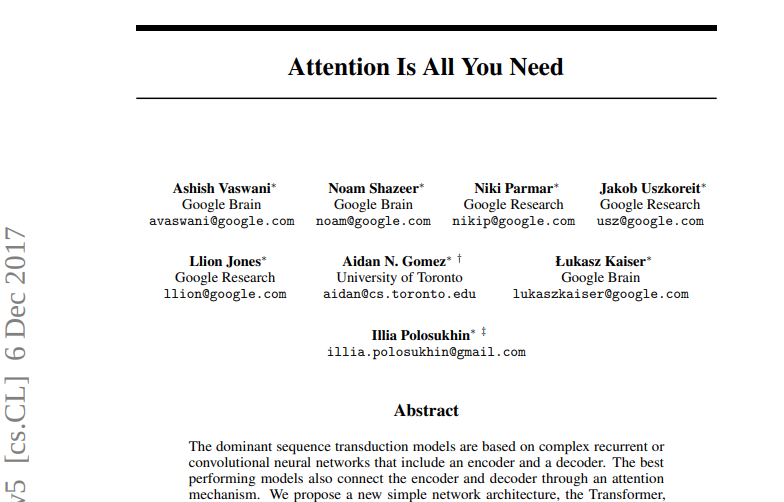 Attention Is All You Need
Ashish Vaswani∗
Google Brain
avaswani@google.com
Noam Shazeer∗
Google Brain
noam@google.com
Niki Parmar∗
Google Research
nikip@google.com
Jakob Uszkoreit∗
Google Research
usz@google.com
Llion Jones∗
Google Research
llion@google.com
Aidan N. Gomez∗ †
University of Toronto
aidan@cs.toronto.edu
Łukasz Kaiser∗
Google Brain
lukaszkaiser@google.com
Illia Polosukhin∗ ‡
illia.polosukhin@gmail.com
Abstract
The dominant sequence transduction models are based on complex recurrent or
convolutional neural networks that include an encoder and a decoder. The best
performing models also connect the encoder and decoder through an attention
mechanism. We propose a new simple network architecture, the Transformer,
v5 [cs.CL] 6 Dec 2017